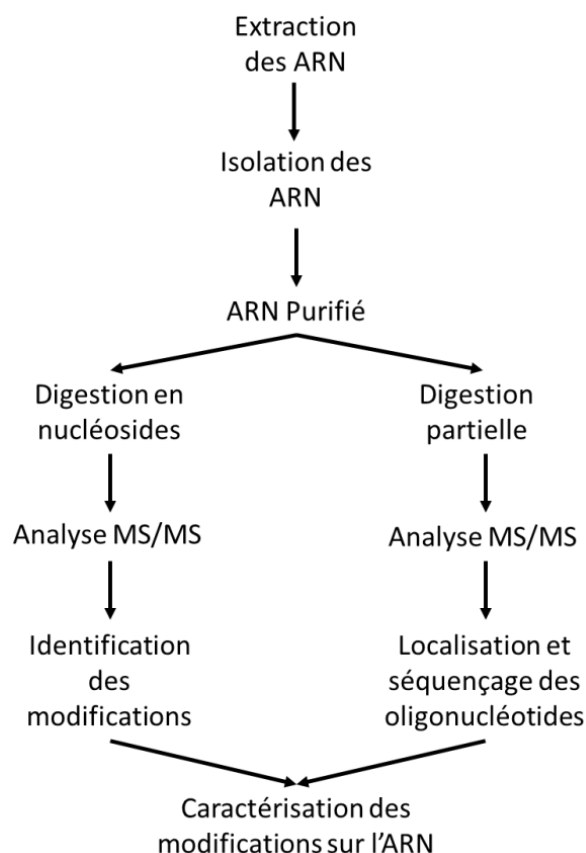 Extraction
des ARN
Isolation des
ARN
ARN Purifié
Digestion en
nucléosides
Digestion
partielle
Analyse MS/MS
Analyse MS/MS
Identification
des
modifications
Localisation et
séquençage des
oligonucléotides
Caractérisation des
modifications sur l'ARN